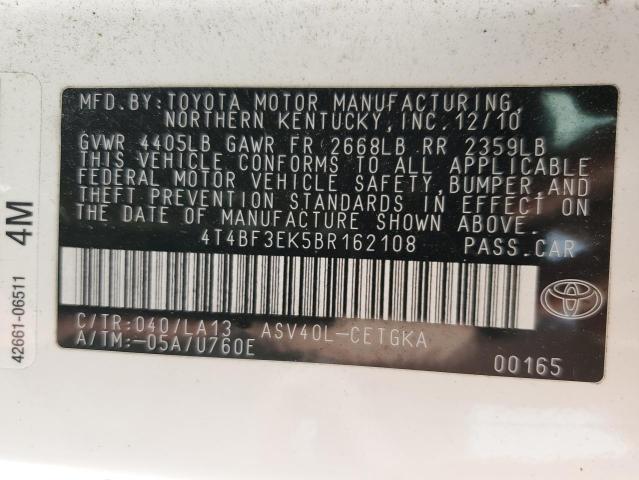 MFD.BY:TOYOTA MOTOR MANUFACTURING,
NORTHERN KENTUCKY,INC.12/10
GVWR 4405LB GAWR FR 2668LB RR 2359LB
THIS VEHICLE CONFORMS TO ALL APPLICABLE
FEDERAL MOTOR VEHICLE SAFETY,BUMPER,AND
THEFT PREVENTION STANDARDS IN EFFECT ON
THE DATE OF MANUFACTURE SHOWN ABOVE.
4T4BF3EK5BR162108 PASS.CAR
C/TR:040/LA13 ASV40L-CETGKA
A/TM:-05A/U760E
00165
42661-06511 4M